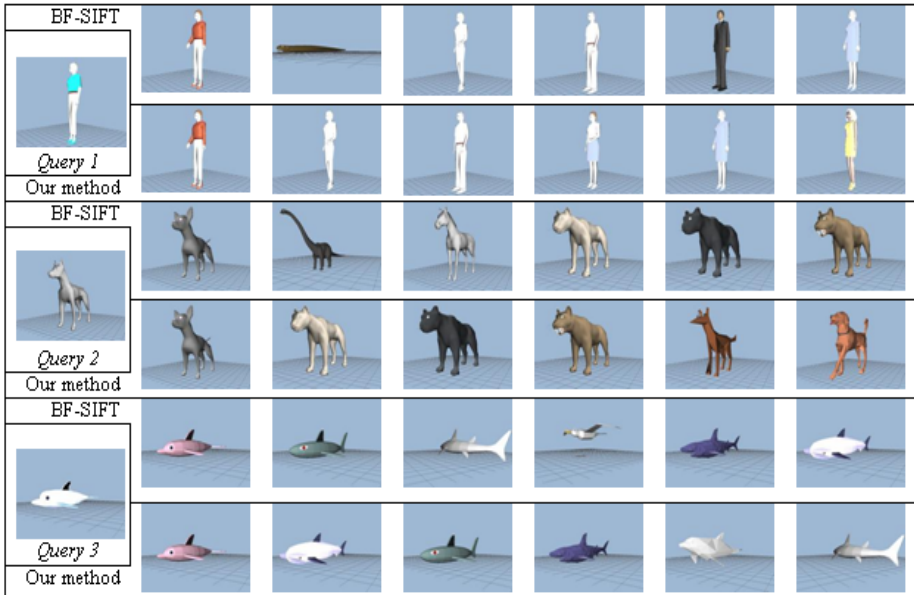 BF-SIFT
Query 1
Our method
BF-SIFT
Query 2
Our method
BF-SIFT
Query 3
Our method